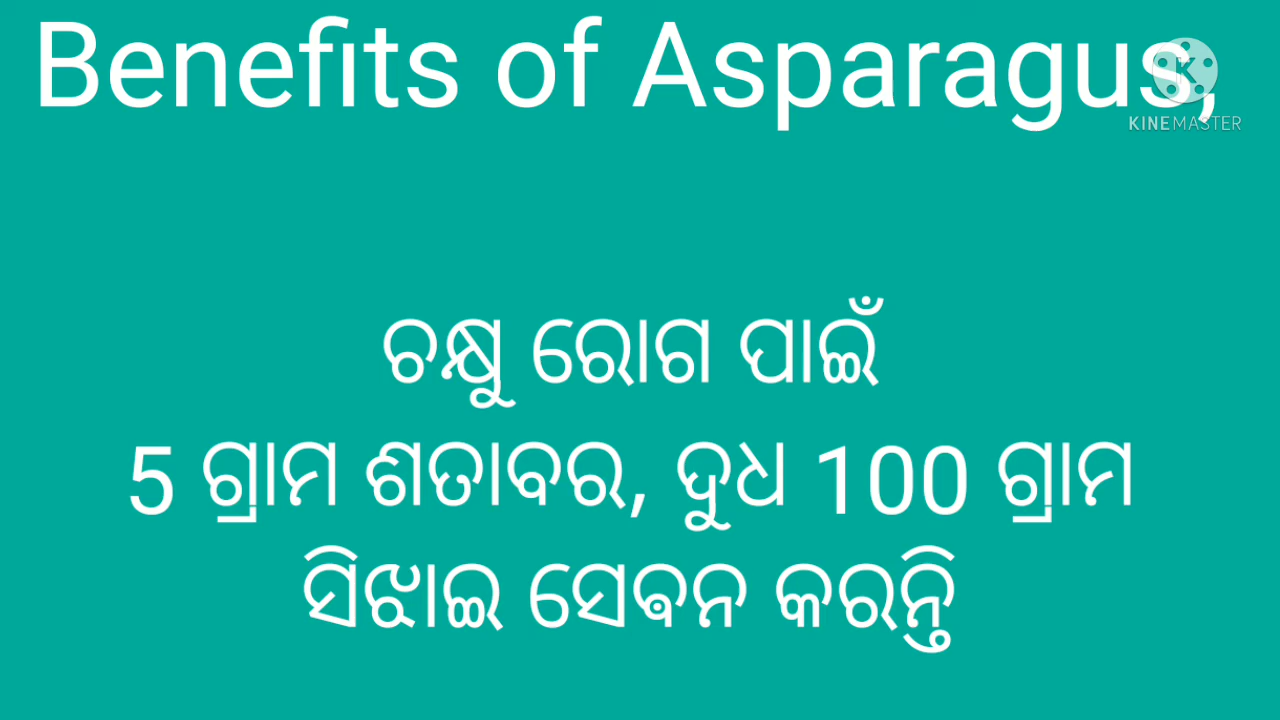 Benefits of Asparagus,
KINEMASTER
ଚକ୍ଷୁ ରୋଗ ପାଇଁ
5 ଗ୍ରାମ ଶତାବର, ଦୁଧ 100 ଗ୍ରାମ
ସିଝାଇ ସେବନ କରନ୍ତି